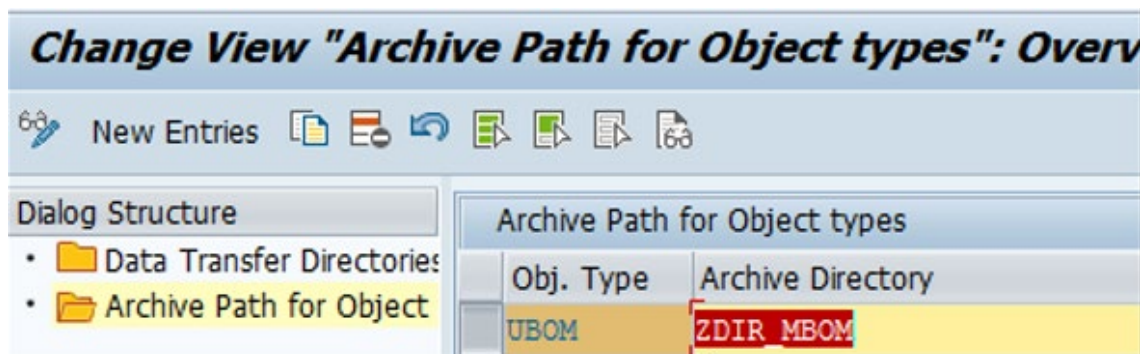 Change View "Archive Path for Object types": Overv
New Entries
Dialog Structure
Data Transfer Directories
Archive Path for Object
Archive Path for Object types
Obj. Type Archive Directory
UBOM ZDIR_MBOM